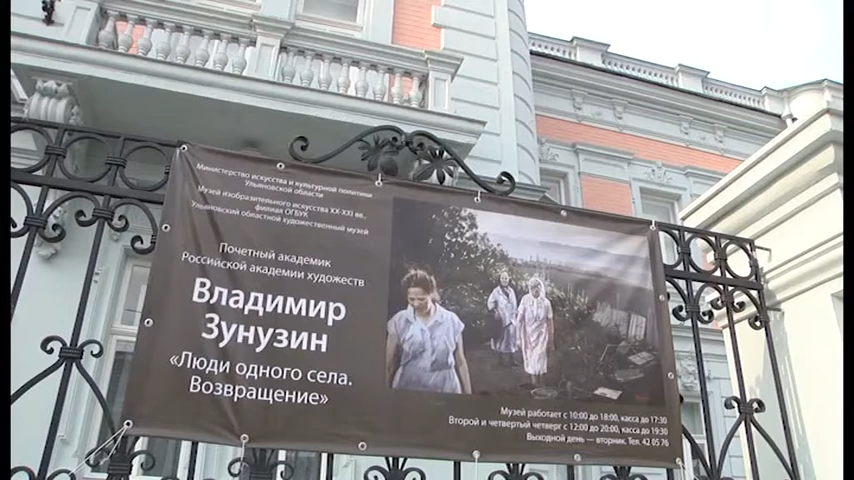 Министерство искусства и культурной политики
Ульяновской области
Музей изобразительного искусства XX-XXI вв.,
филиал ОГБУК
Ульяновский областной художественный музей
Почетный академик
Российской академии художеств
Владимир
Зунузин
«Люди одного села.
Возвращение»
Музей работает с 10:00 до 18:00, касса до 17:30
Второй и четвертый четверг с 12:00 до 20:00, касса до 19:30
Выходной день — вторник. Тел. 42 05 76